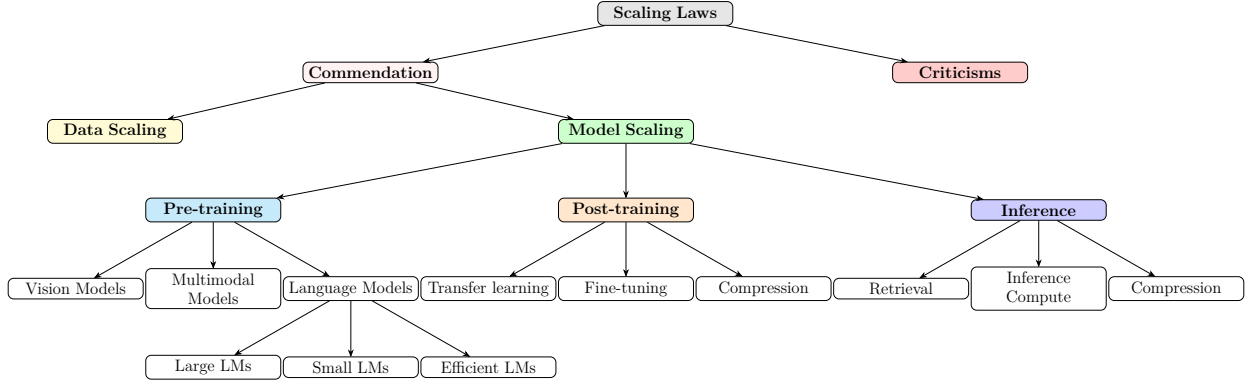 Scaling Laws
Commendation
Criticisms
Data Scaling
Model Scaling
Pre-training
Post-training
Inference
Vision Models
Multimodal
Models
Language Models
Transfer learning
Fine-tuning
Compression
Retrieval
Inference
Compute
Compression
Large LMs
Small LMs
Efficient LMs